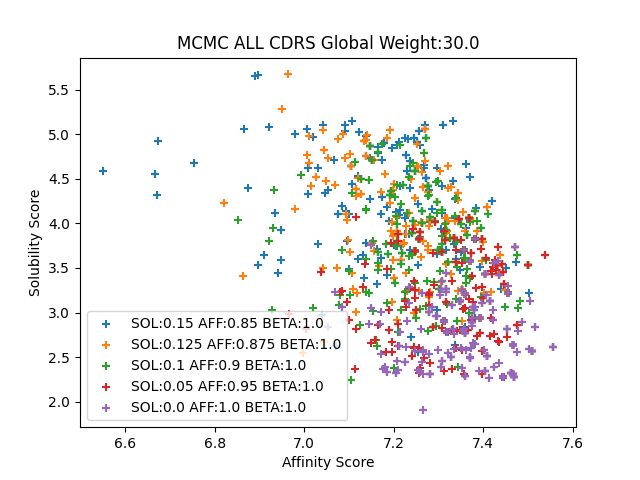 MCMC ALL CDRS Global Weight:30.0
Solubility Score
5.5
5.0
4.5
4.0
3.5
3.0
2.5
2.0
SOL:0.15 AFF:0.85 BETA:1.0
SOL:0.125 AFF:0.875 BETA:1.0
SOL:0.1 AFF:0.9 BETA:1.0
SOL:0.05 AFF:0.95 BETA:1.0
SOL:0.0 AFF:1.0 BETA:1.0
6.6 6.8 7.0 7.2 7.4 7.6
Affinity Score